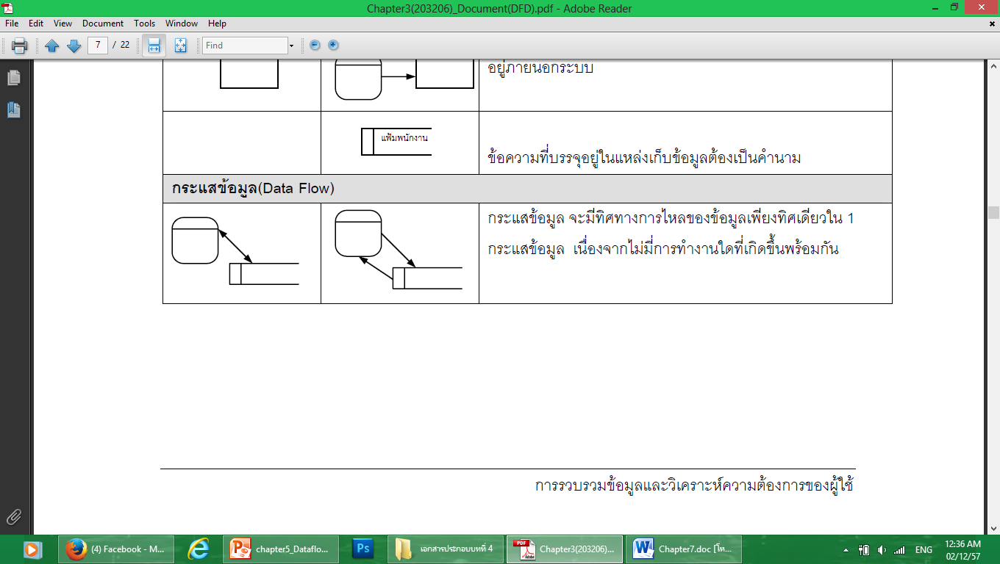 Chapter3(203206)_Document(DFD).pdf - Adobe Reader
File Edit View Document Tools Window Help
7 / 22 Find
อยู่ภายนอกระบบ
แฟ้มพนักงาน
ข้อความที่บรรจุอยู่ในแหล่งเก็บข้อมูลต้องเป็นคำนาม
กระแสข้อมูล(Data Flow)
กระแสข้อมูล จะมีทิศทางการไหลของข้อมูลเพียงทิศเดียวใน 1
กระแสข้อมูล เนื่องจากไม่มีการทำงานใดที่เกิดขึ้นพร้อมกัน
การรวบรวมข้อมูลและวิเคราะห์ความต้องการของผู้ใช้
(4) Facebook - M... chapter5_Dataflo... Ps เอกสารประกอบบทที่ 4 Chapter3(203206)... Chapter7.doc [โห... ENG 12:36 AM
02/12/57